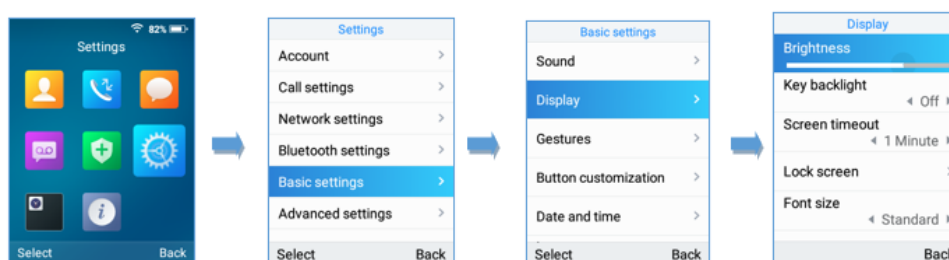 82%
Settings
Select Back
Settings
Account
Call settings
Network settings
Bluetooth settings
Basic settings
Advanced settings
Select Back
Basic settings
Sound
Display
Gestures
Button customization
Date and time
Select Back
Display
Brightness
Key backlight
Off
Screen timeout
1 Minute
Lock screen
Font size
Standard
Back